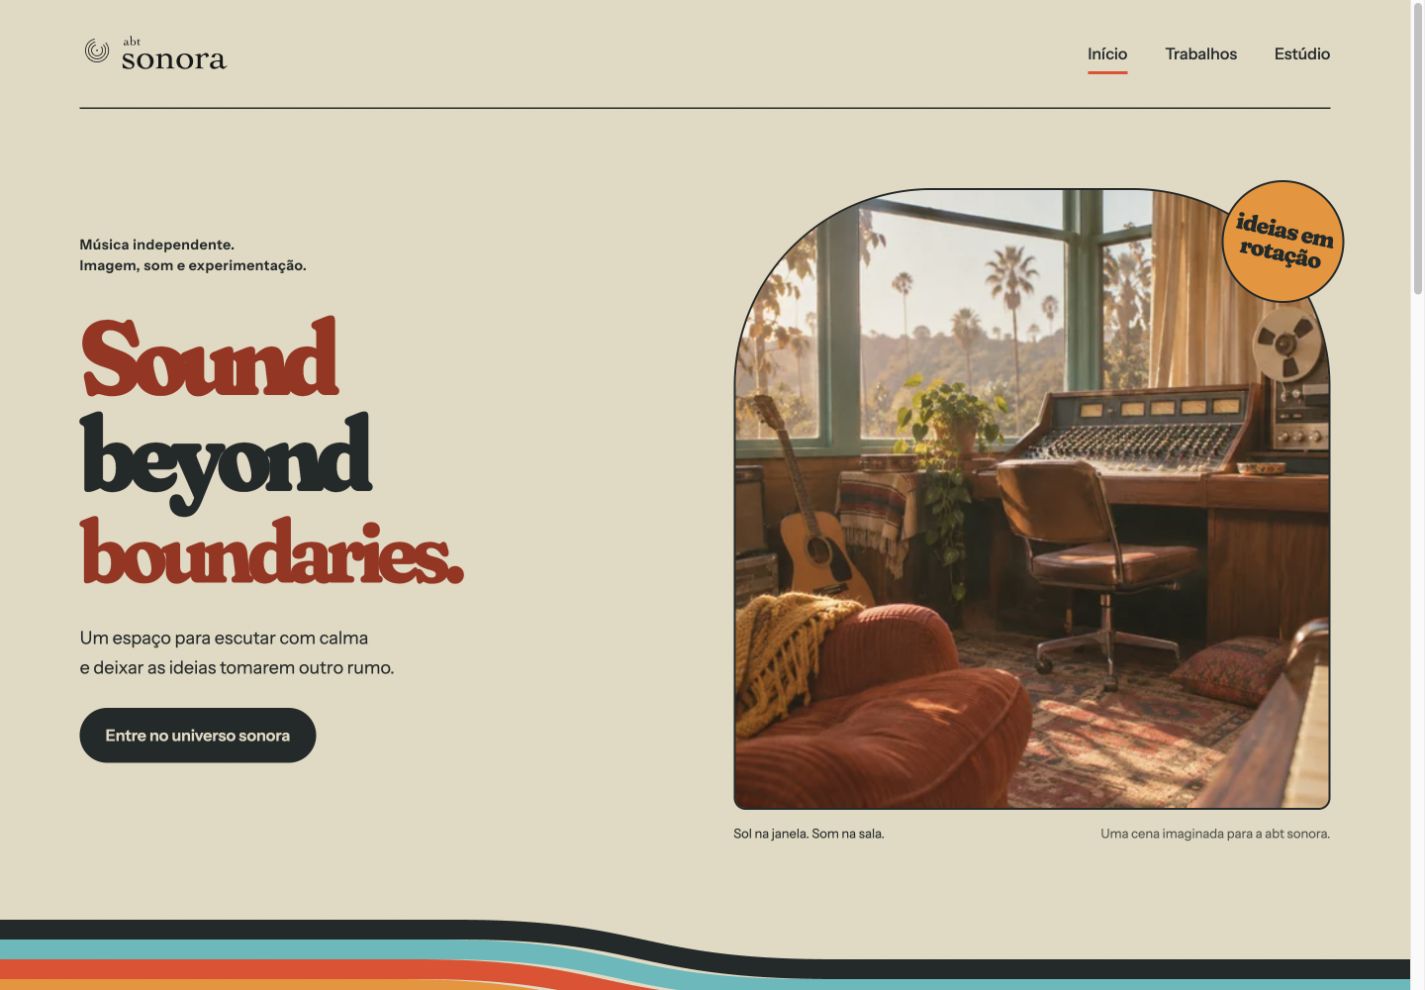 abt
sonora
Início
Trabalhos
Estúdio
Música independente.
Imagem, som e experimentação.
Sound
beyond
boundaries.
Um espaço para escutar com calma
e deixar as ideias tomarem outro rumo.
Entre no universo sonora
ideias em
rotação
Sol na janela. Som na sala.
Uma cena imaginada para a abt sonora.